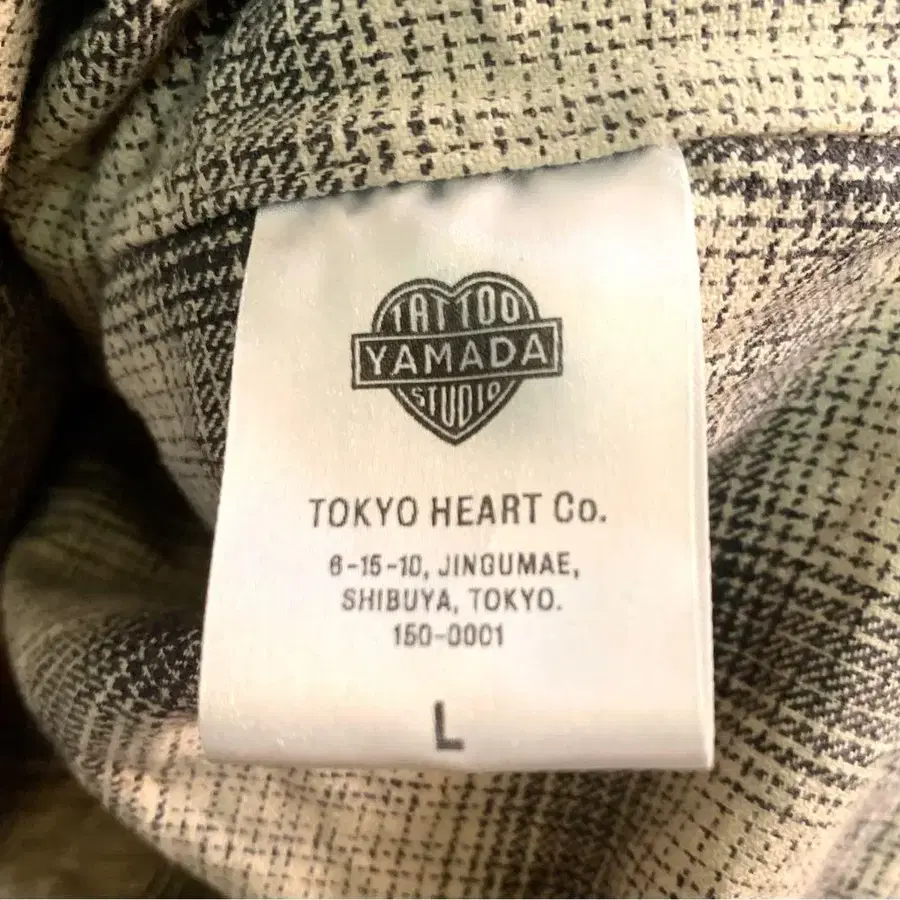 TATTOO
YAMADA
STUDIO
TOKYO HEART Co.
6-15-10, JINGUMAE,
SHIBUYA, TOKYO.
150-0001
L